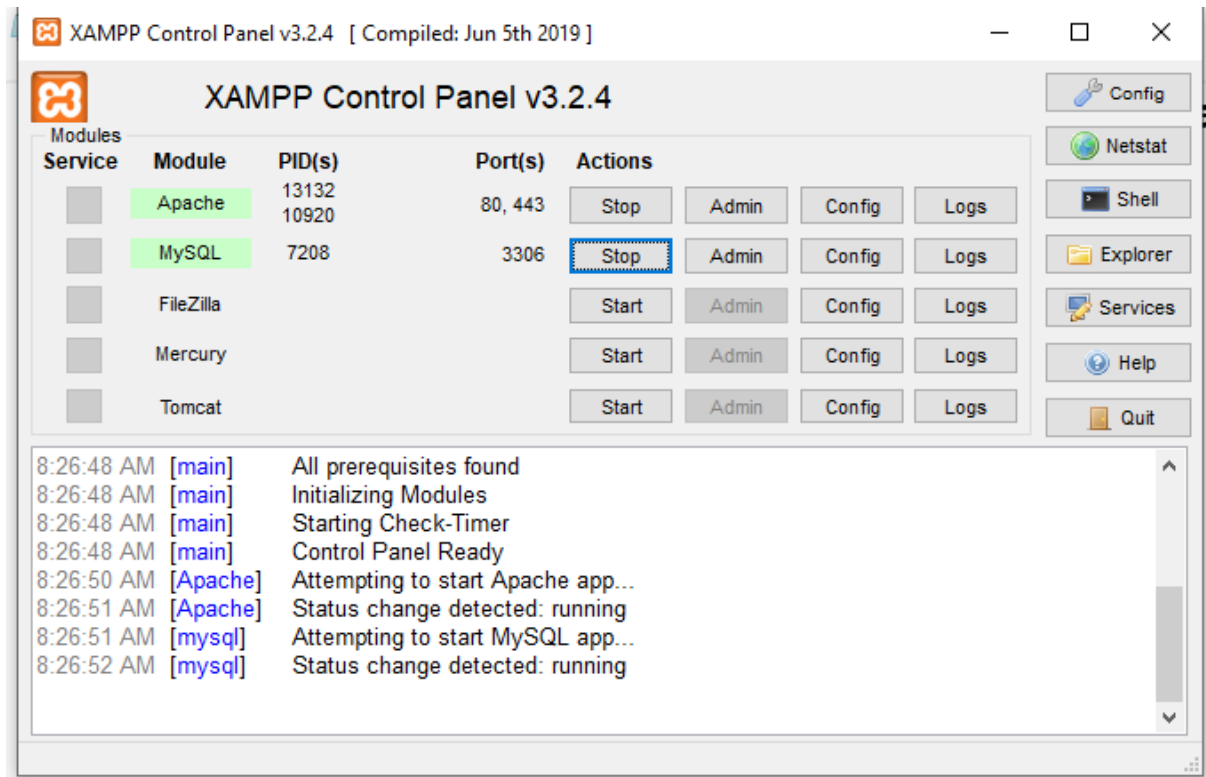 XAMPP Control Panel v3.2.4 [ Compiled: Jun 5th 2019 ]
XAMPP Control Panel v3.2.4
Config
Modules
Service Module PID(s) Port(s) Actions
Netstat
Apache 13132 10920 80, 443 Stop Admin Config Logs
Shell
MySQL 7208 3306 Stop Admin Config Logs
Explorer
FileZilla Start Admin Config Logs
Services
Mercury Start Admin Config Logs
Help
Tomcat Start Admin Config Logs
Quit
8:26:48 AM [main] All prerequisites found
8:26:48 AM [main] Initializing Modules
8:26:48 AM [main] Starting Check-Timer
8:26:48 AM [main] Control Panel Ready
8:26:50 AM [Apache] Attempting to start Apache app...
8:26:51 AM [Apache] Status change detected: running
8:26:51 AM [mysql] Attempting to start MySQL app...
8:26:52 AM [mysql] Status change detected: running